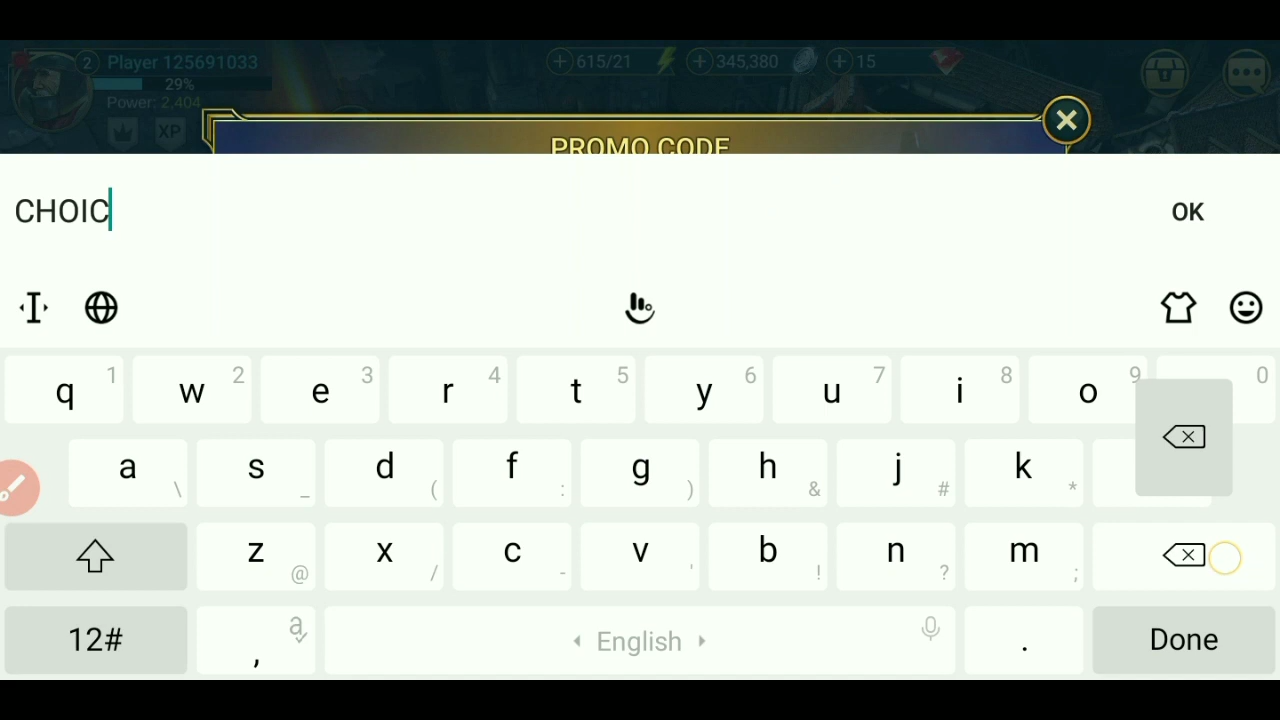 2 Player 125691033
615/21
345,380
15
29%
Power: 2,404
XP
PROMO CODE
CHOIC
OK
q 1 w 2 e 3 r 4 t 5 y 6 u 7 i 8 o 9 0
a \ s _ d ( f : g ) h & j # k *
z @ x / c - v ' b ! n ? m ;
12# , a English . Done